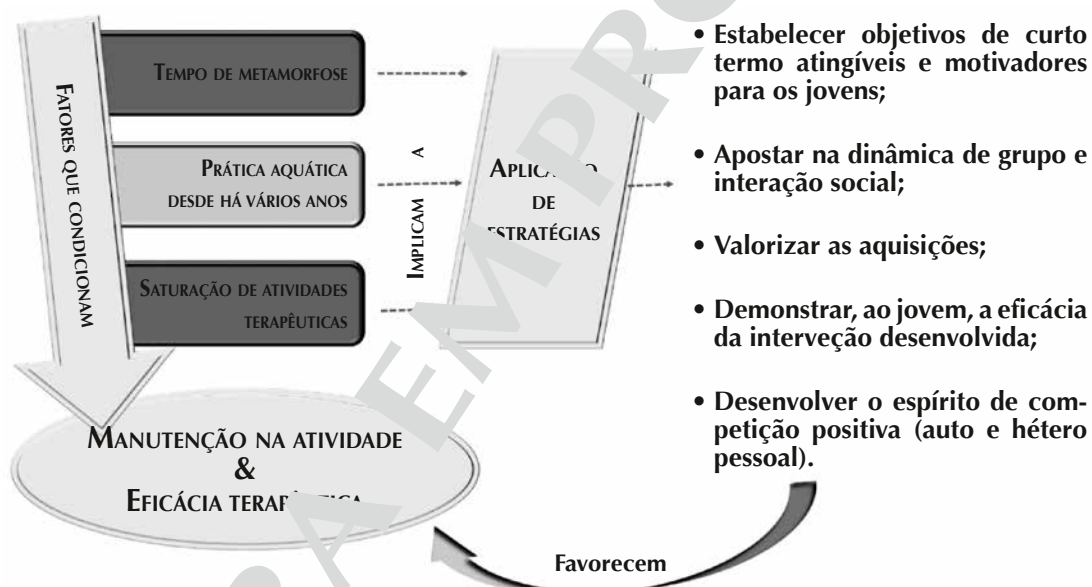 FATORES QUE CONDICIONAM
TEMPO DE METAMORFOSE
PRÁTICA AQUÁTICA
DESDE HÁ VÁRIOS ANOS
SATURAÇÃO DE ATIVIDADES
TERAPÊUTICAS
IMPLICAM A
DE
ESTRATÉGIAS
• Estabelecer objetivos de curto
termo atingíveis e motivadores
para os jovens;
• Apostar na dinâmica de grupo e
interação social;
• Valorizar as aquisições;
• Demonstrar, ao jovem, a eficácia
da interveção desenvolvida;
• Desenvolver o espírito de com-
petição positiva (auto e hétero
pessoal).
MANUTENÇÃO NA ATIVIDADE
&
EFICÁCIA
Favorecem